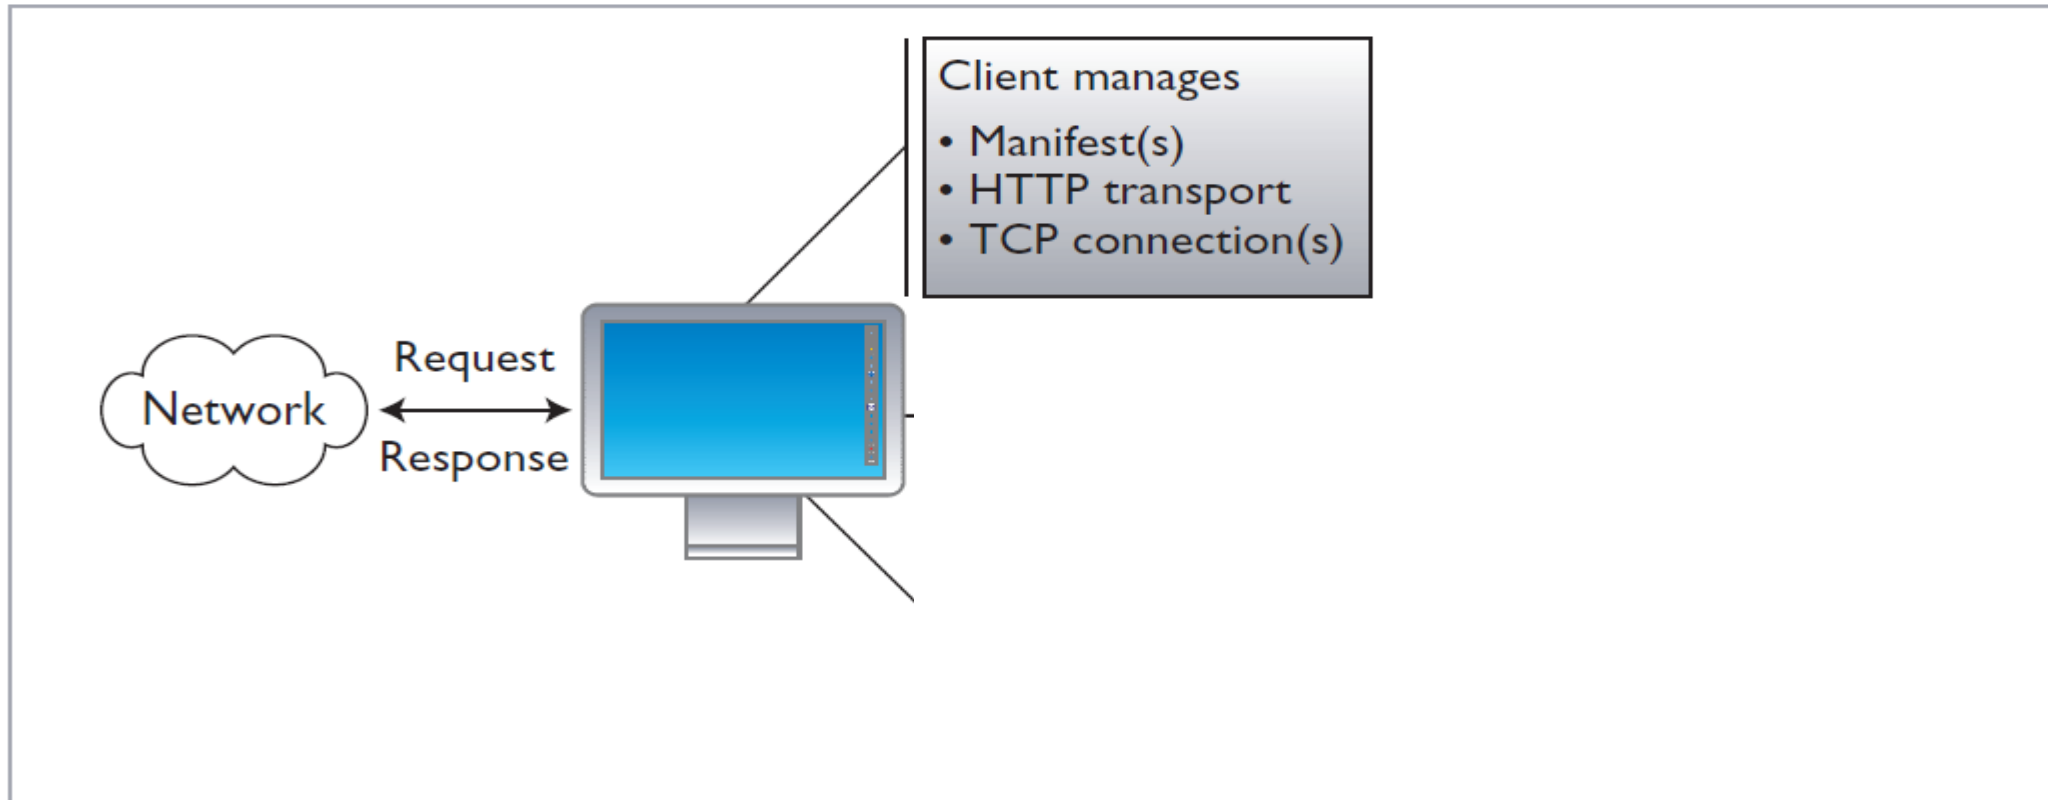 Client manages
• Manifest(s)
• HTTP transport
• TCP connection(s)
Request
Network
Response